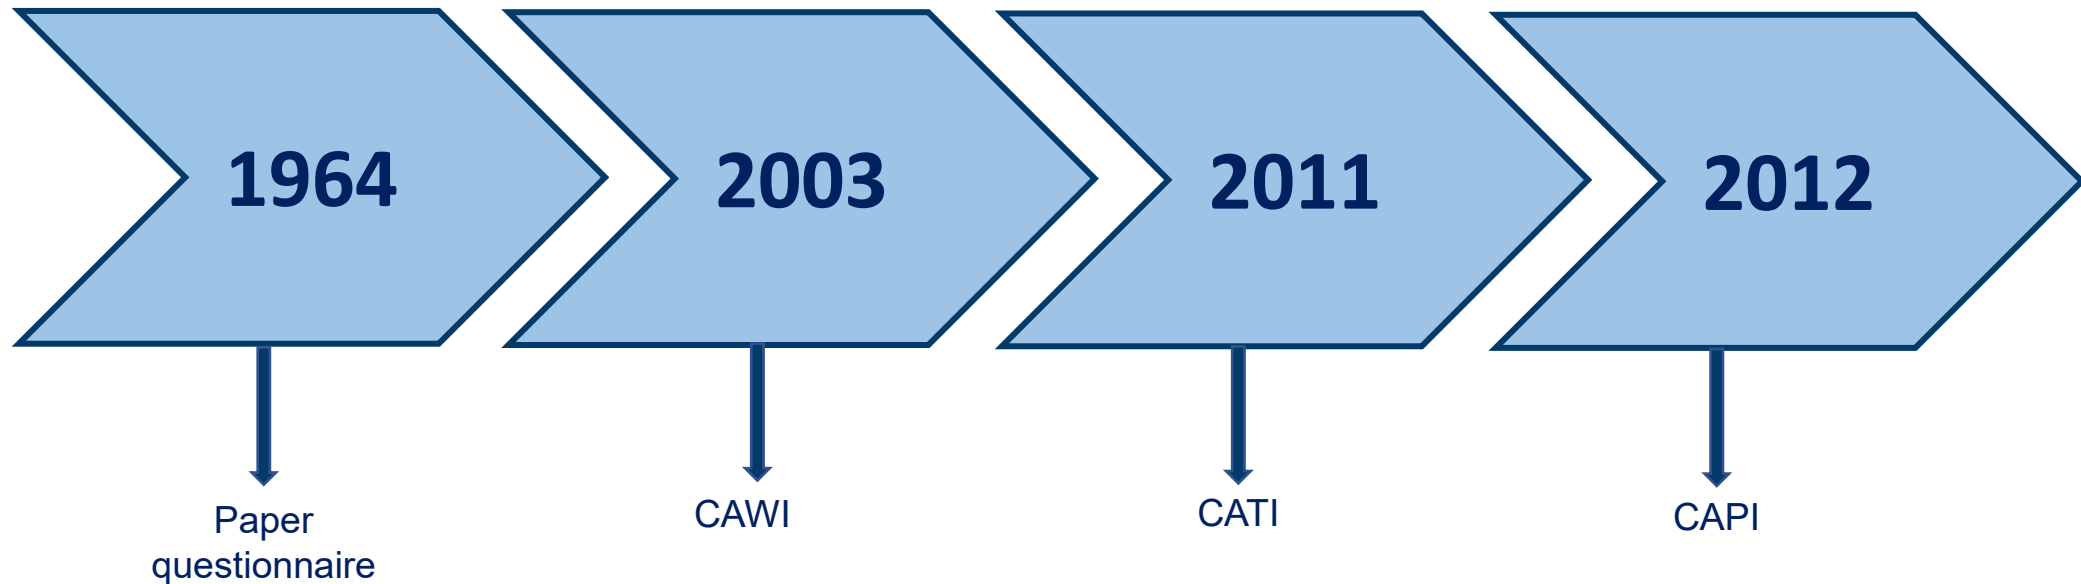 1964
2003
2011
2012
Paper
questionnaire
CAWI
CATI
CAPI